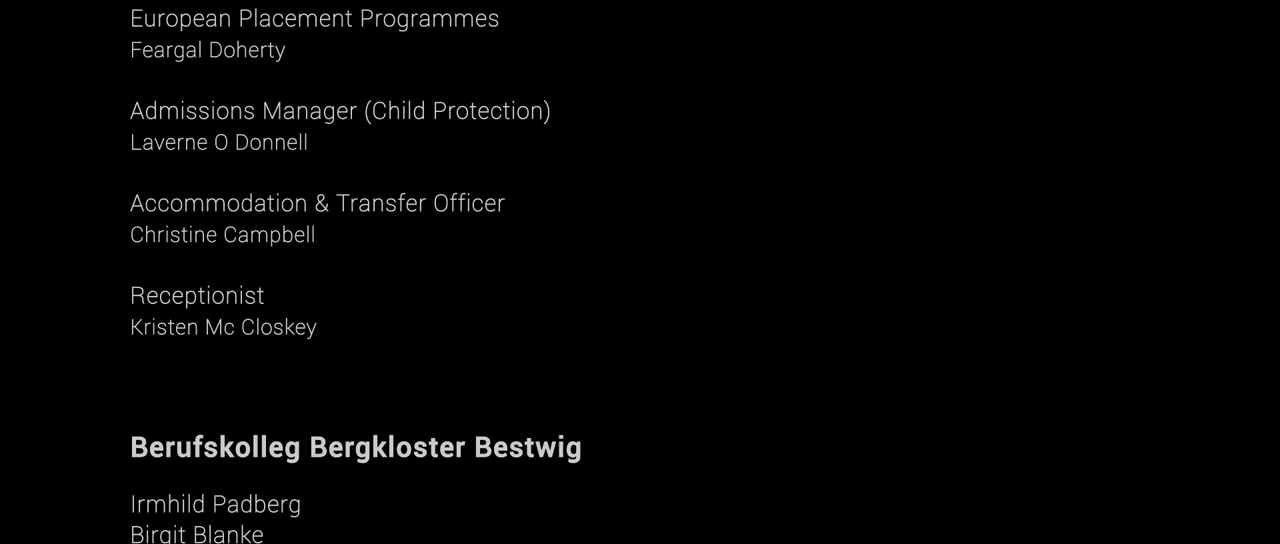 European Placement Programmes
Feargal Doherty
Admissions Manager (Child Protection)
Laverne O Donnell
Accommodation & Transfer Officer
Christine Campbell
Receptionist
Kristen Mc Closkey
Berufskolleg Bergkloster Bestwig
Irmhild Padberg
Birgit Blanke